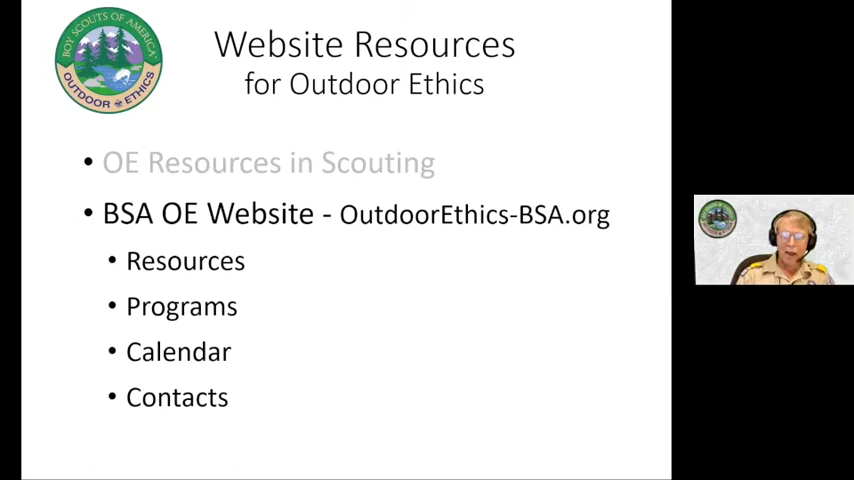 BOY SCOUTS OF AMERICA
OUTDOOR ETHICS
Website Resources
for Outdoor Ethics
• OE Resources in Scouting
• BSA OE Website - OutdoorEthics-BSA.org
• Resources
• Programs
• Calendar
• Contacts